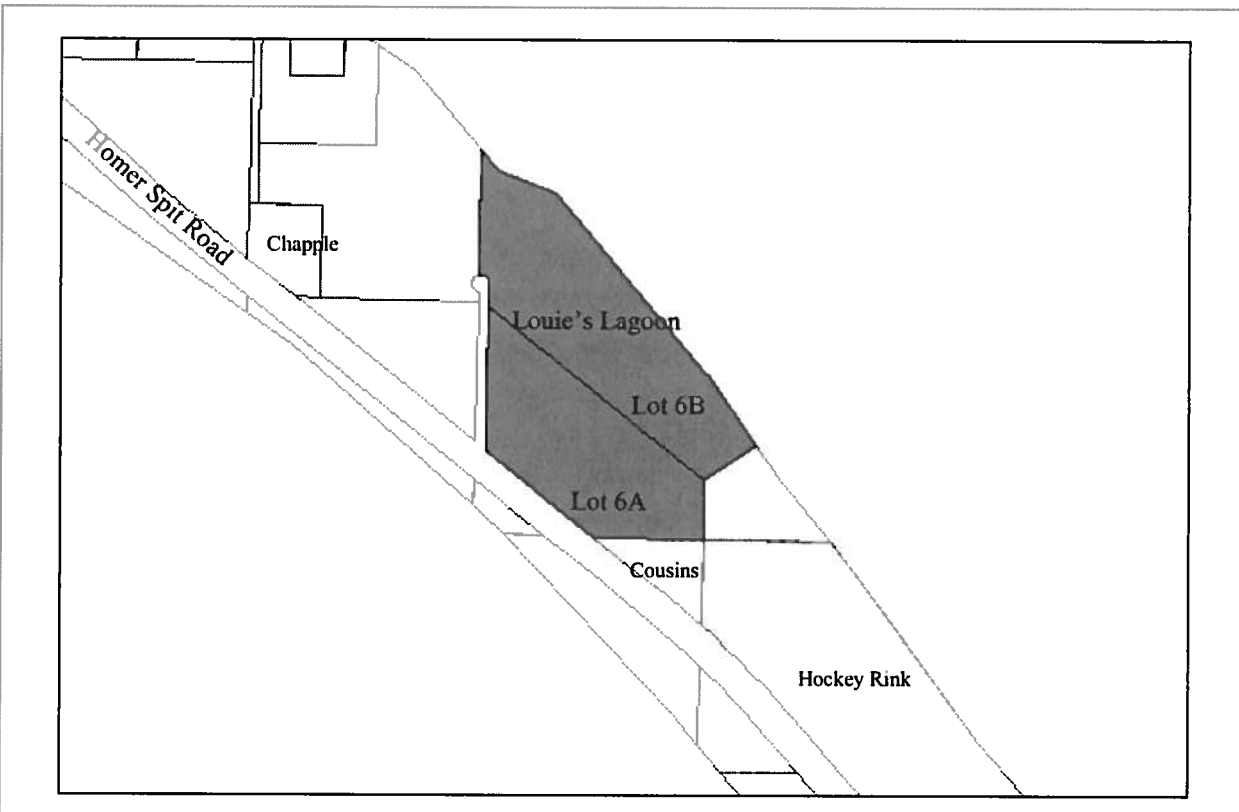 Homer Spit Road
Chapple
Louie's Lagoon
Lot 6B
Lot 6A
Cousins
Hockey Rink